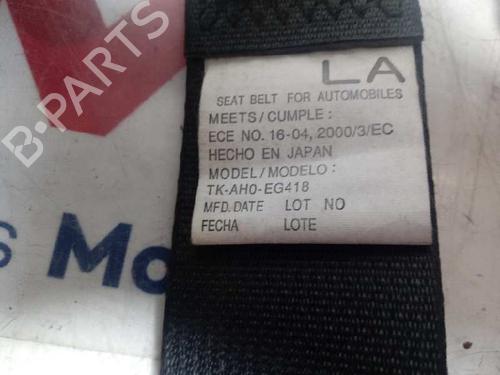 LA
SEAT BELT FOR AUTOMOBILES
MEETS/CUMPLE :
ECE NO. 16-04, 2000/3/EC
HECHO EN JAPAN
MODEL/MODELO :
TK-AH0-EG418
MFD. DATE LOT NO
FECHA LOTE
B-PARTS
s Mo